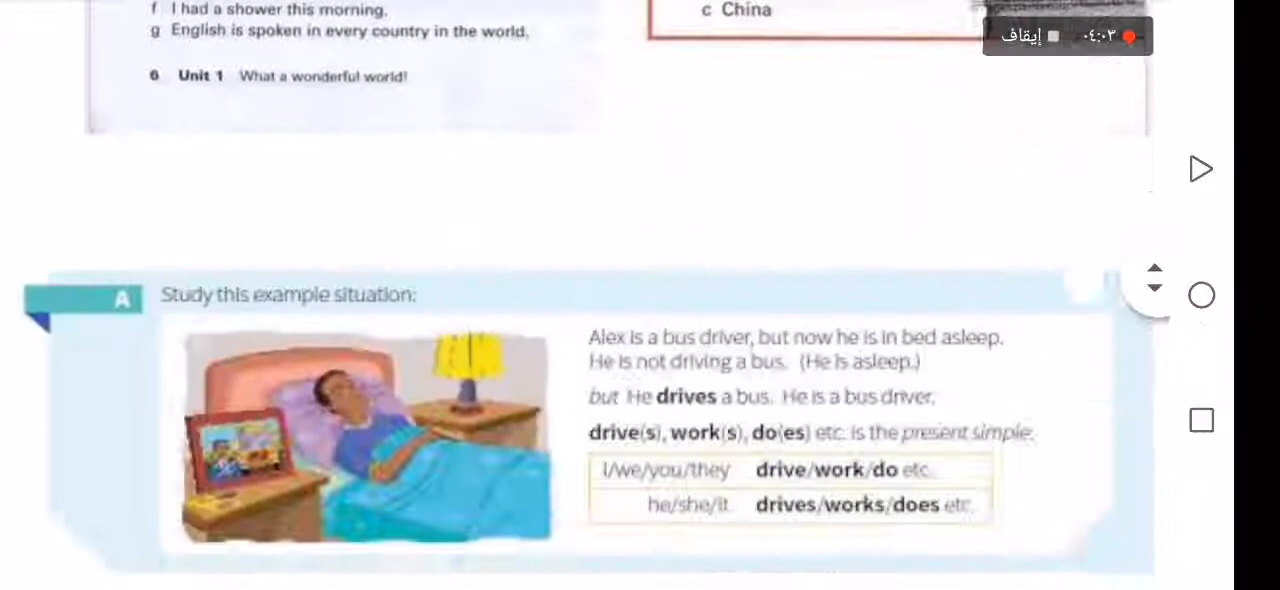 f I had a shower this morning.
g English is spoken in every country in the world.
6 Unit 1 What a wonderful world!
c China
إيقاف ٠٤:٠٣
A Study this example situation:
Alex is a bus driver, but now he is in bed asleep.
He is not driving a bus. (He is asleep.)
but He drives a bus. He is a bus driver.
drive(s), work(s), do(es) etc. is the present simple:
I/we/you/they drive/work/do etc.
he/she/it drives/works/does etc.